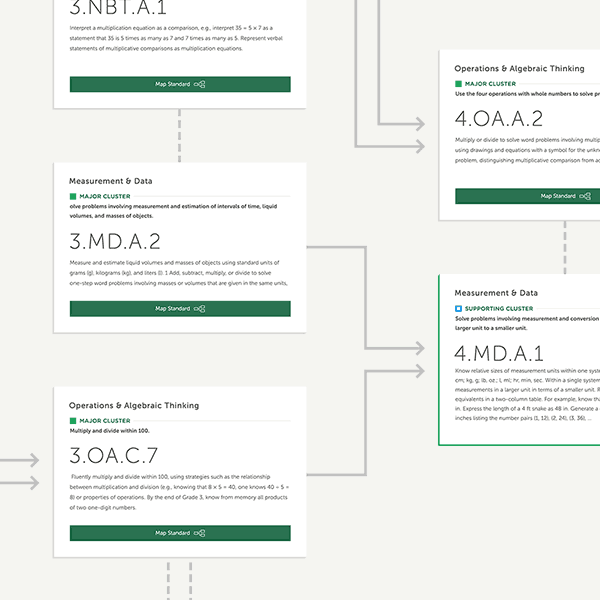 3.NBT.A.1
Interpret a multiplication equation as a comparison, e.g., interpret 35 = 5 × 7 as a
statement that 35 is 5 times as many as 7 and 7 times as many as 5. Represent verbal
statements of multiplicative comparisons as multiplication equations.
Map Standard
Measurement & Data
MAJOR CLUSTER
olve problems involving measurement and estimation of intervals of time, liquid
volumes, and masses of objects.
3.MD.A.2
Measure and estimate liquid volumes and masses of objects using standard units of
grams (g), kilograms (kg), and liters (l). 1 Add, subtract, multiply, or divide to solve
one-step word problems involving masses or volumes that are given in the same units,
Map Standard
Operations & Algebraic Thinking
MAJOR CLUSTER
Multiply and divide within 100.
3.OA.C.7
Fluently multiply and divide within 100, using strategies such as the relationship
between multiplication and division (e.g., knowing that 8 × 5 = 40, one knows 40 ÷ 5 =
8) or properties of operations. By the end of Grade 3, know from memory all products
of two one-digit numbers.
Map Standard
Operations & Algebraic Thinking
MAJOR CLUSTER
Use the four operations with whole numbers to solve pr
4.OA.A.2
Multiply or divide to solve word problems involving multip
using drawings and equations with a symbol for the unkn
problem, distinguishing multiplicative comparison from ad
Map Standard
Measurement & Data
SUPPORTING CLUSTER
Solve problems involving measurement and conversion
larger unit to a smaller unit.
4.MD.A.1
Know relative sizes of measurement units within one syst
cm; kg, g; lb, oz.; l, ml; hr, min, sec. Within a single system
measurements in a larger unit in terms of a smaller unit. R
equivalents in a two-column table. For example, know tha
in. Express the length of a 4 ft snake as 48 in. Generate a
inches listing the number pairs (1, 12), (2, 24), (3, 36), ...